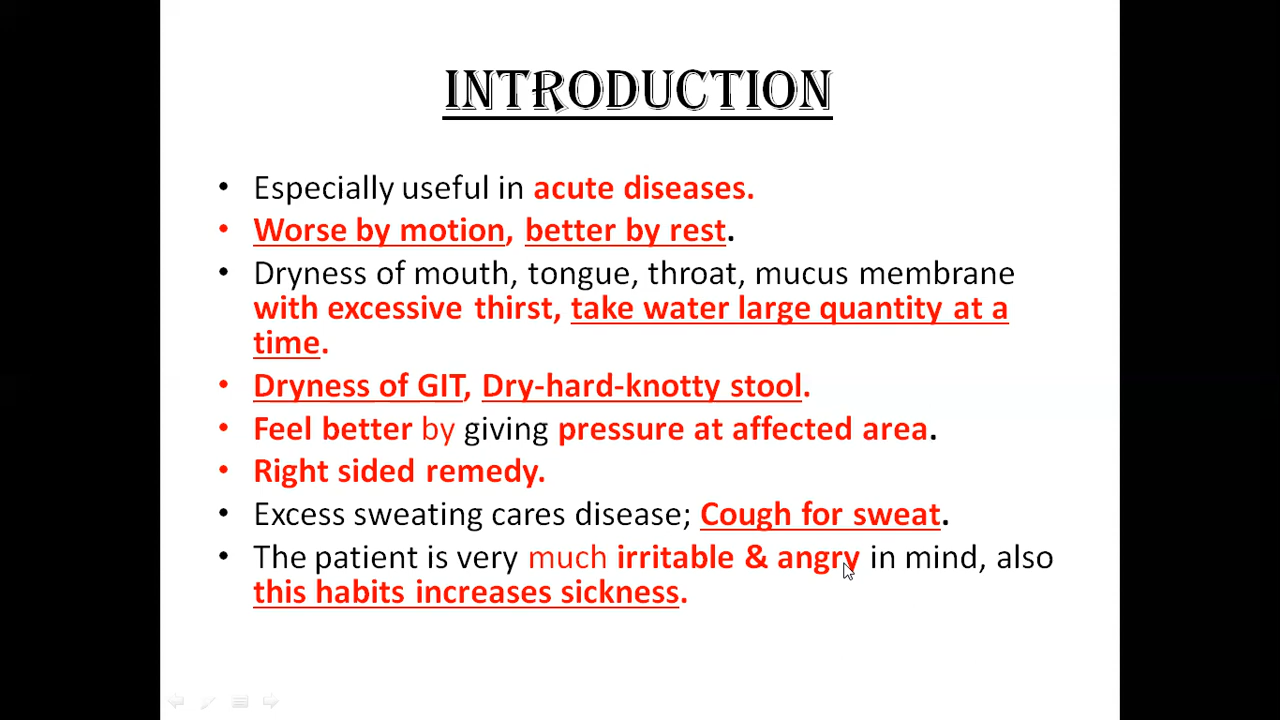 INTRODUCTION
• Especially useful in acute diseases.
• Worse by motion, better by rest.
• Dryness of mouth, tongue, throat, mucus membrane
with excessive thirst, take water large quantity at a
time.
• Dryness of GIT, Dry-hard-knotty stool.
• Feel better by giving pressure at affected area.
• Right sided remedy.
• Excess sweating cares disease; Cough for sweat.
• The patient is very much irritable & angry in mind, also
this habits increases sickness.